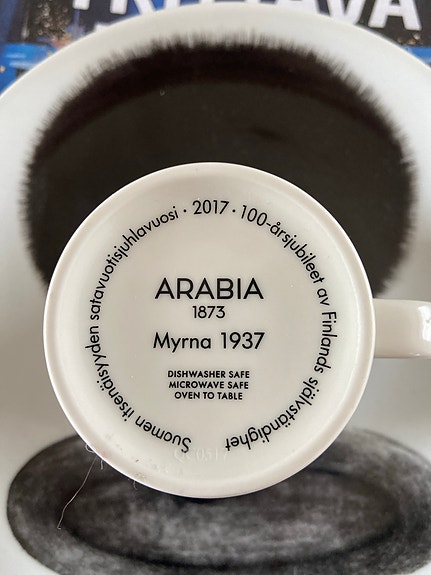 Suomen itsenäisyyden satavuotisjuhlavuosi · 2017 · 100-årsjubileet av Finlands självständighet
ARABIA
1873
Myrna 1937
DISHWASHER SAFE
MICROWAVE SAFE
OVEN TO TABLE